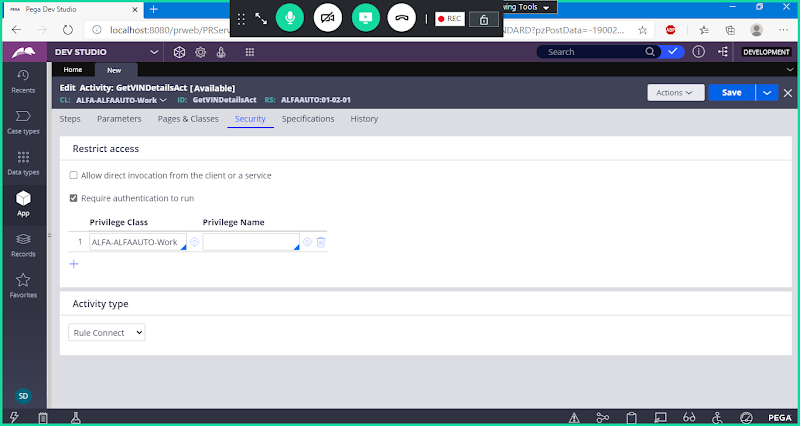 PEGA Pega Dev Studio
wing Tools
REC
localhost:8080/prweb/PRServ
NDARD?pzPostData=-19002...
ABP
DEV STUDIO
Search
DEVELOPMENT
Home New
Recents
Edit Activity: GetVINDetailsAct [Available]
CL: ALFA-ALFAAUTO-Work ID: GetVINDetailsAct RS: ALFAAUTO:01-02-01
Actions Save
Steps Parameters Pages & Classes Security Specifications History
Case types
Restrict access
Data types
Allow direct invocation from the client or a service
Require authentication to run
App
Privilege Class Privilege Name
1 ALFA-ALFAAUTO-Work
Records
Favorites
Activity type
Rule Connect
SD
PEGA